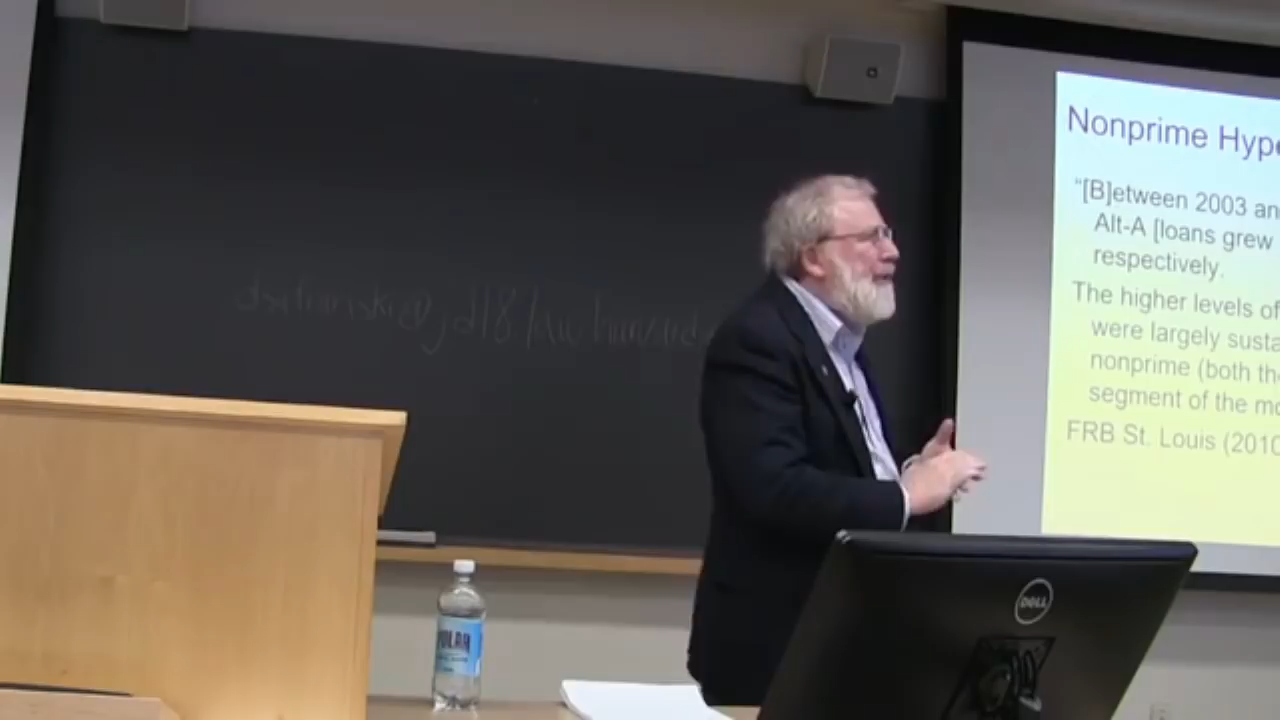 Nonprime Hype
"[B]etween 2003 an
Alt-A [loans grew
respectively.
The higher levels of
were largely susta
nonprime (both th
segment of the mo
FRB St. Louis (2010
DELL